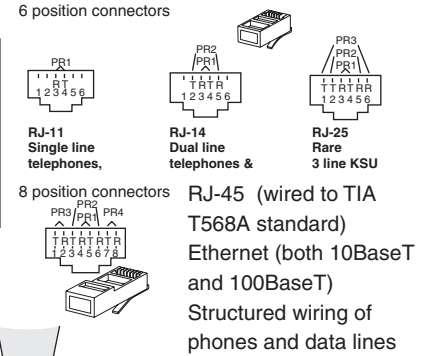 6 position connectors
PR1
R T
1 2 3 4 5 6
RJ-11
Single line
telephones,
PR2
PR1
T R T R
1 2 3 4 5 6
RJ-14
Dual line
telephones &
PR3
PR2
PR1
T T R T R R
1 2 3 4 5 6
RJ-25
Rare
3 line KSU
8 position connectors
PR2
PR3 PR1 PR4
T R T R T R T R
1 2 3 4 5 6 7 8
RJ-45 (wired to TIA
T568A standard)
Ethernet (both 10BaseT
and 100BaseT)
Structured wiring of
phones and data lines